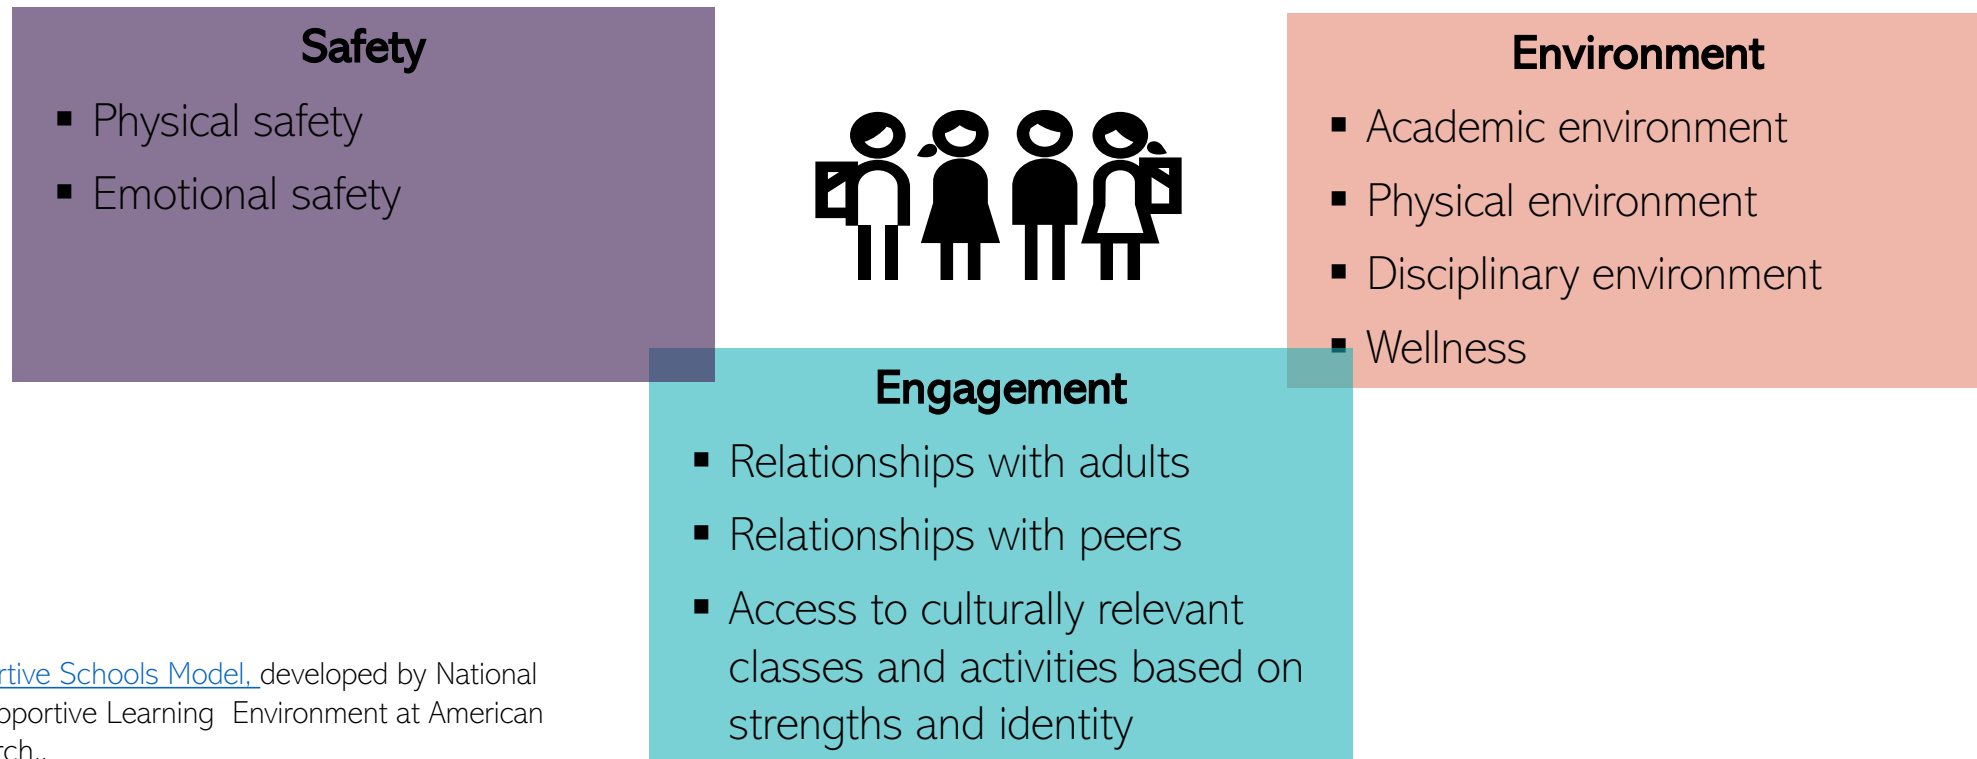 Safety
▪ Physical safety
▪ Emotional safety
Environment
▪ Academic environment
▪ Physical environment
▪ Disciplinary environment
▪ Wellness
Engagement
▪ Relationships with adults
▪ Relationships with peers
▪ Access to culturally relevant
classes and activities based on
strengths and identity
Schools Model, developed by National
Learning Environment at American